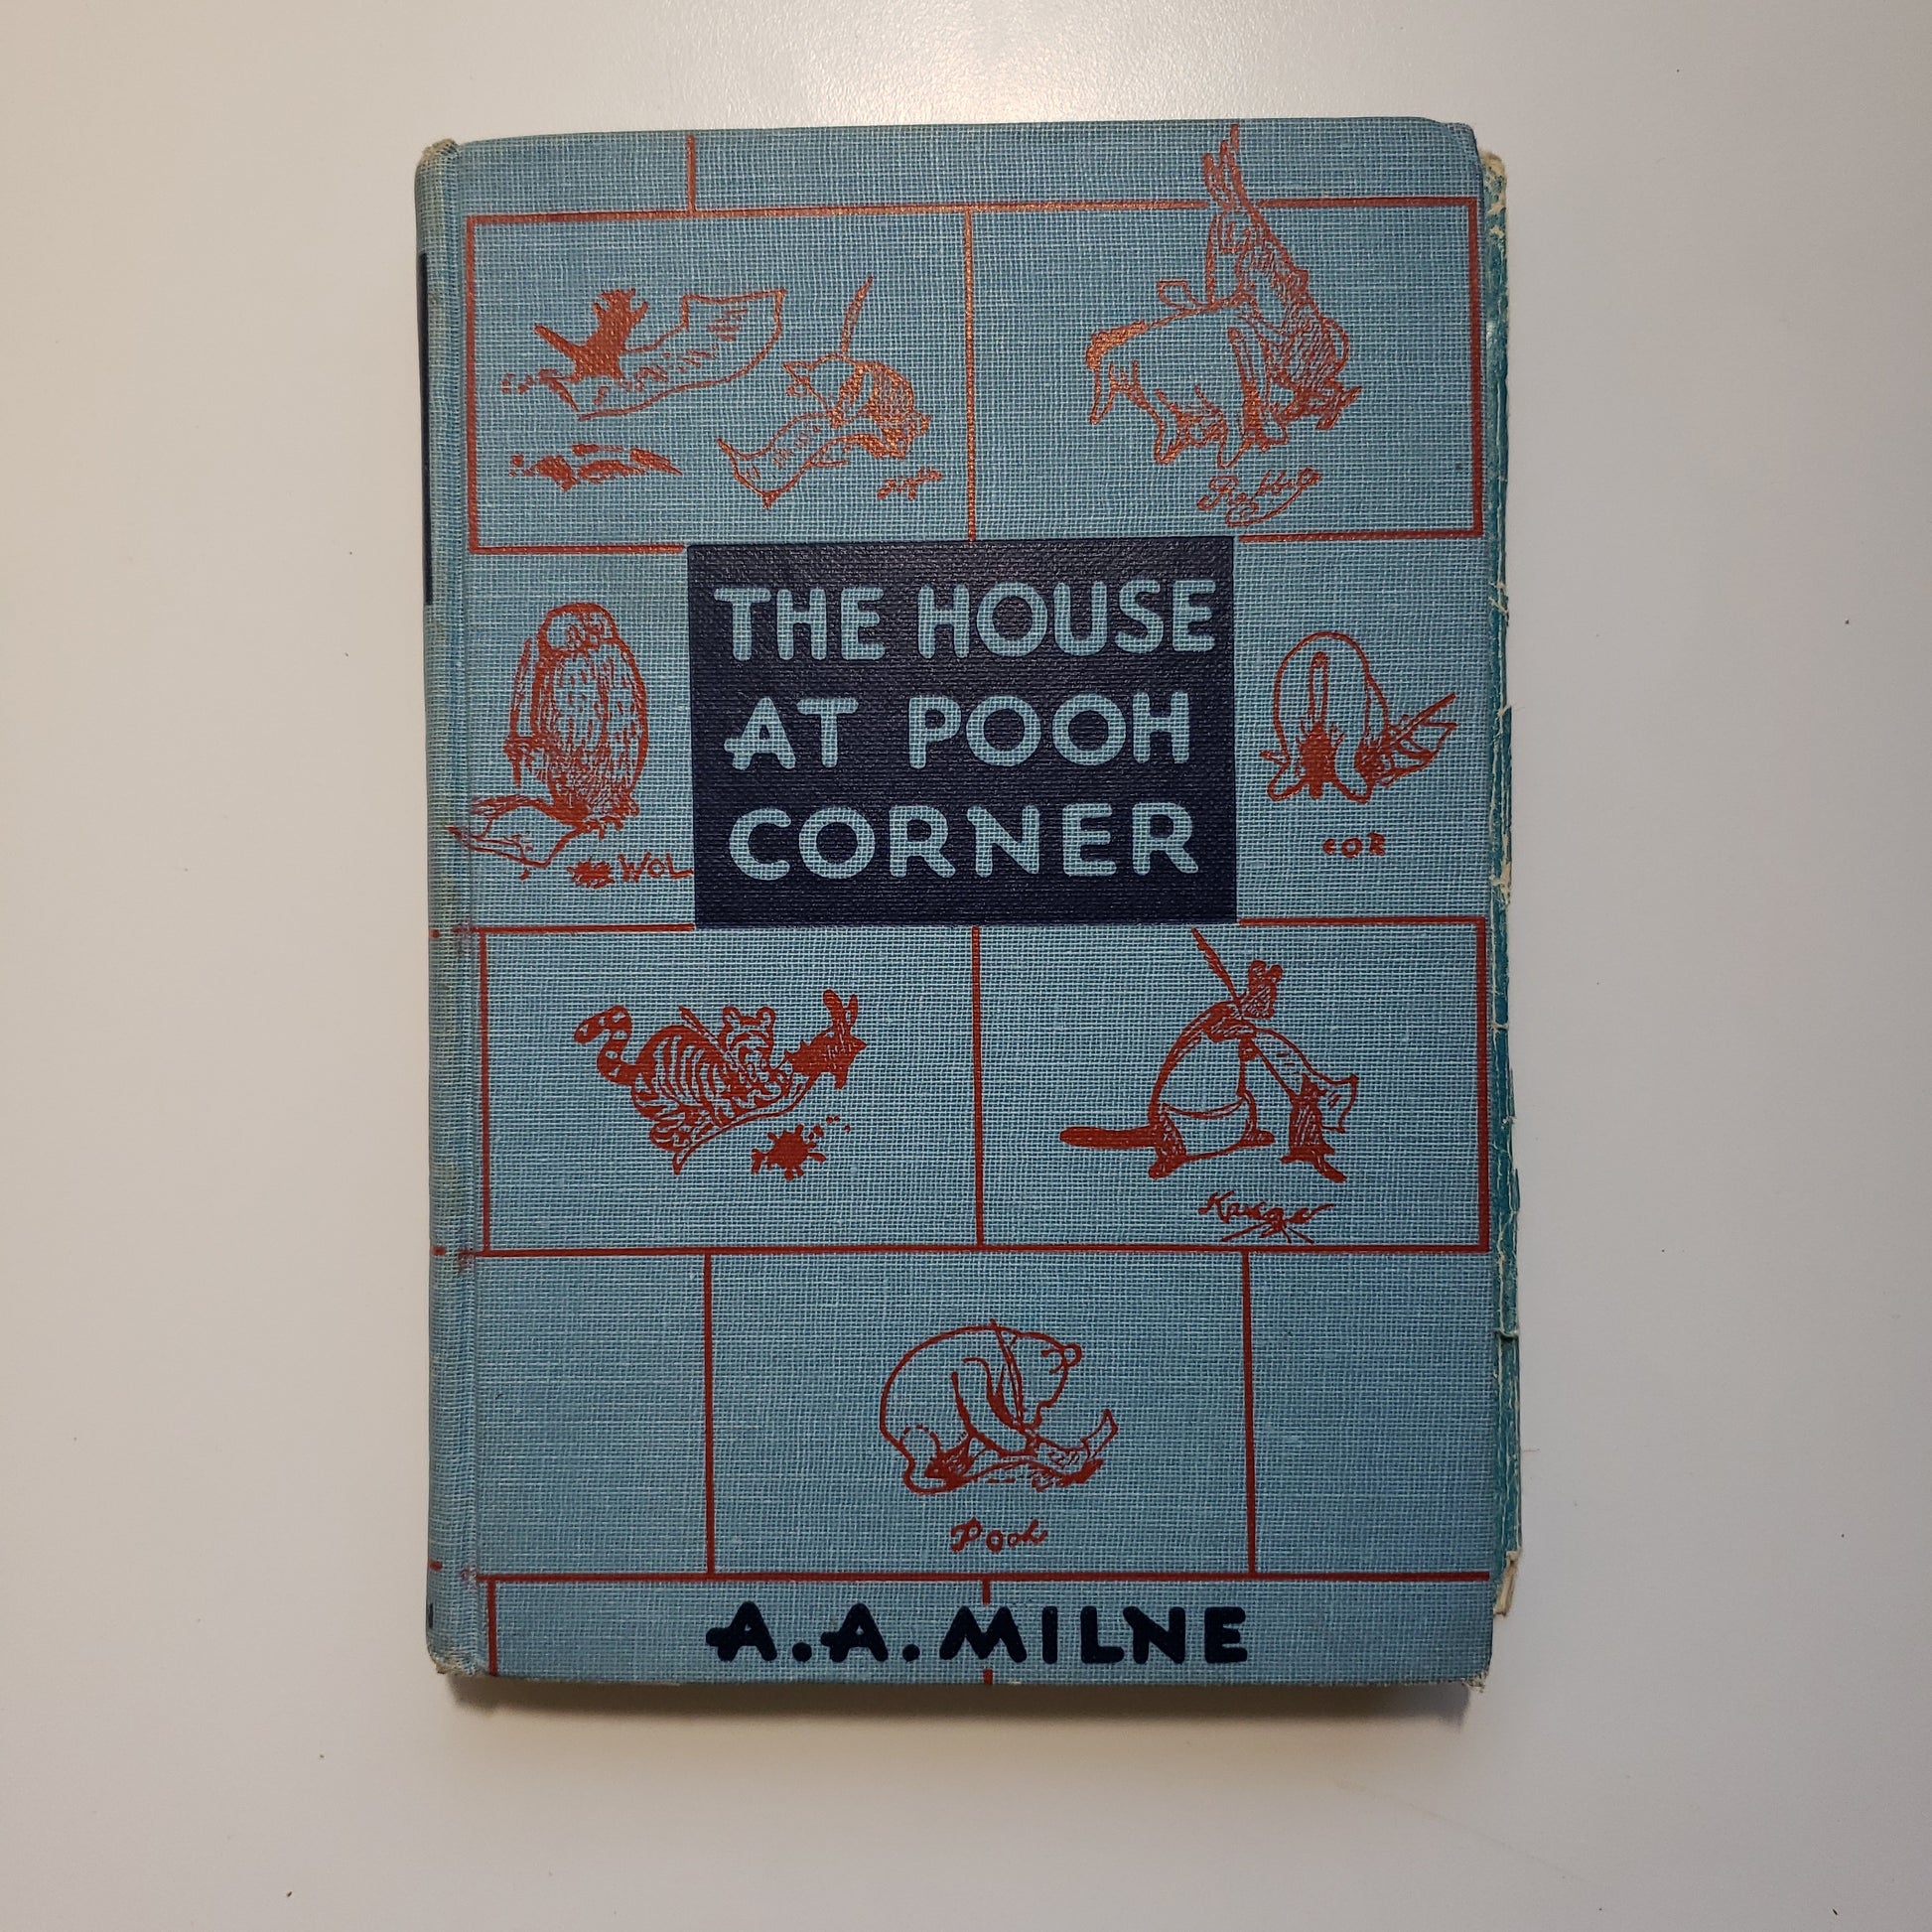 THE HOUSE
AT POOH
CORNER
WOL
EOR
Pooh
A.A.MILNE